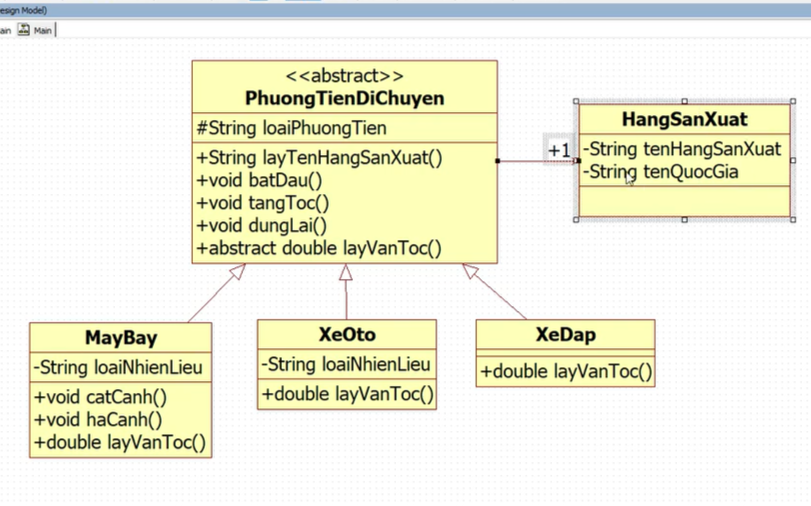 esign Model)
ain Main
<<abstract>>
PhuongTienDiChuyen
#String loaiPhuongTien
+String layTenHangSanXuat()
+void batDau()
+void tangToc()
+void dungLai()
+abstract double layVanToc()
+1
HangSanXuat
-String tenHangSanXuat
-String tenQuocGia
MayBay
-String loaiNhienLieu
+void catCanh()
+void haCanh()
+double layVanToc()
XeOto
-String loaiNhienLieu
+double layVanToc()
XeDap
+double layVanToc()